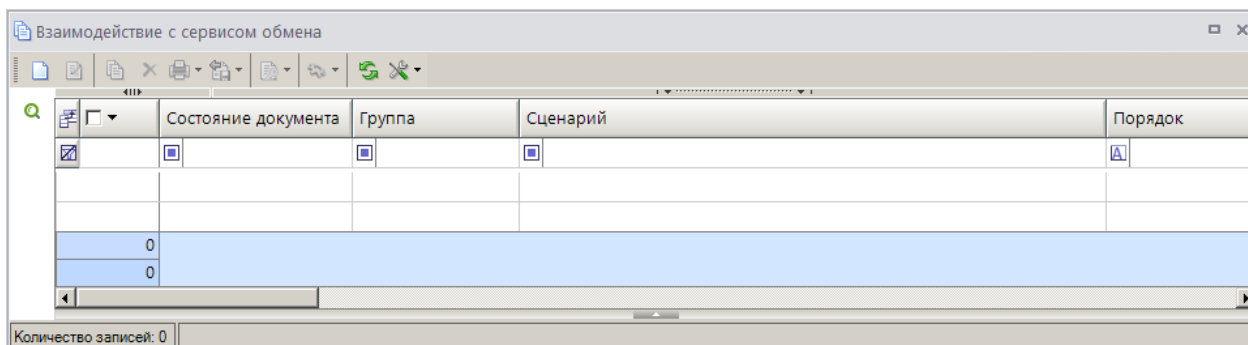 Взаимодействие с сервисом обмена
Состояние документа Группа Сценарий Порядок
A
0
0
Количество записей: 0